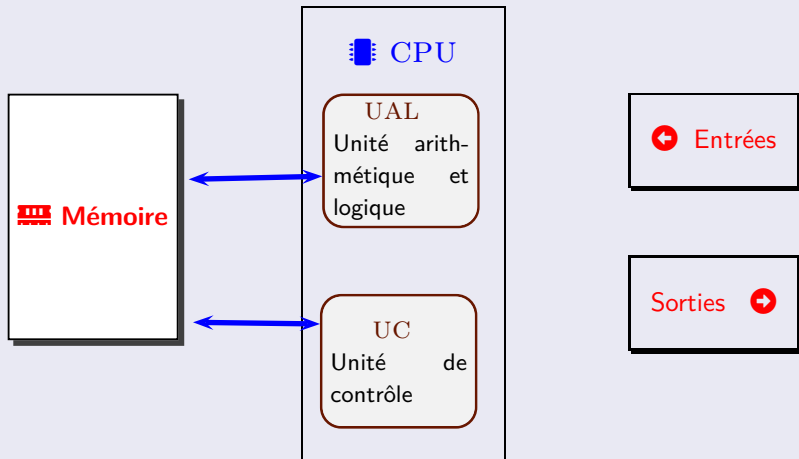 CPU
UAL
Unité arith-
métique et
logique
Mémoire
UC
Unité de
contrôle
Entrées
Sorties